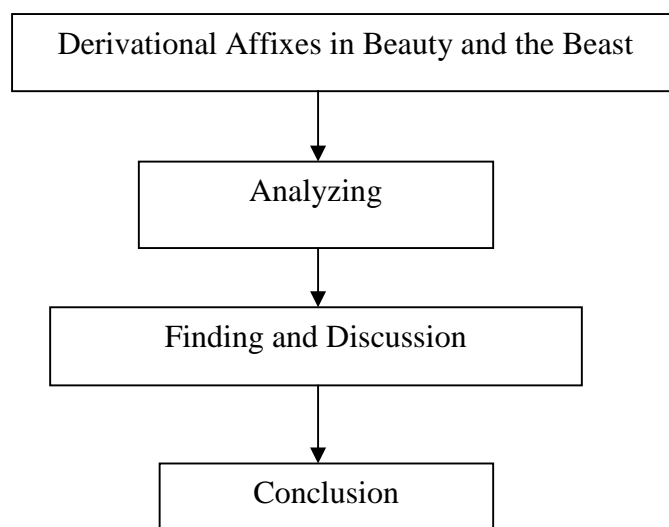 Derivational Affixes in Beauty and the Beast
Analyzing
Finding and Discussion
Conclusion